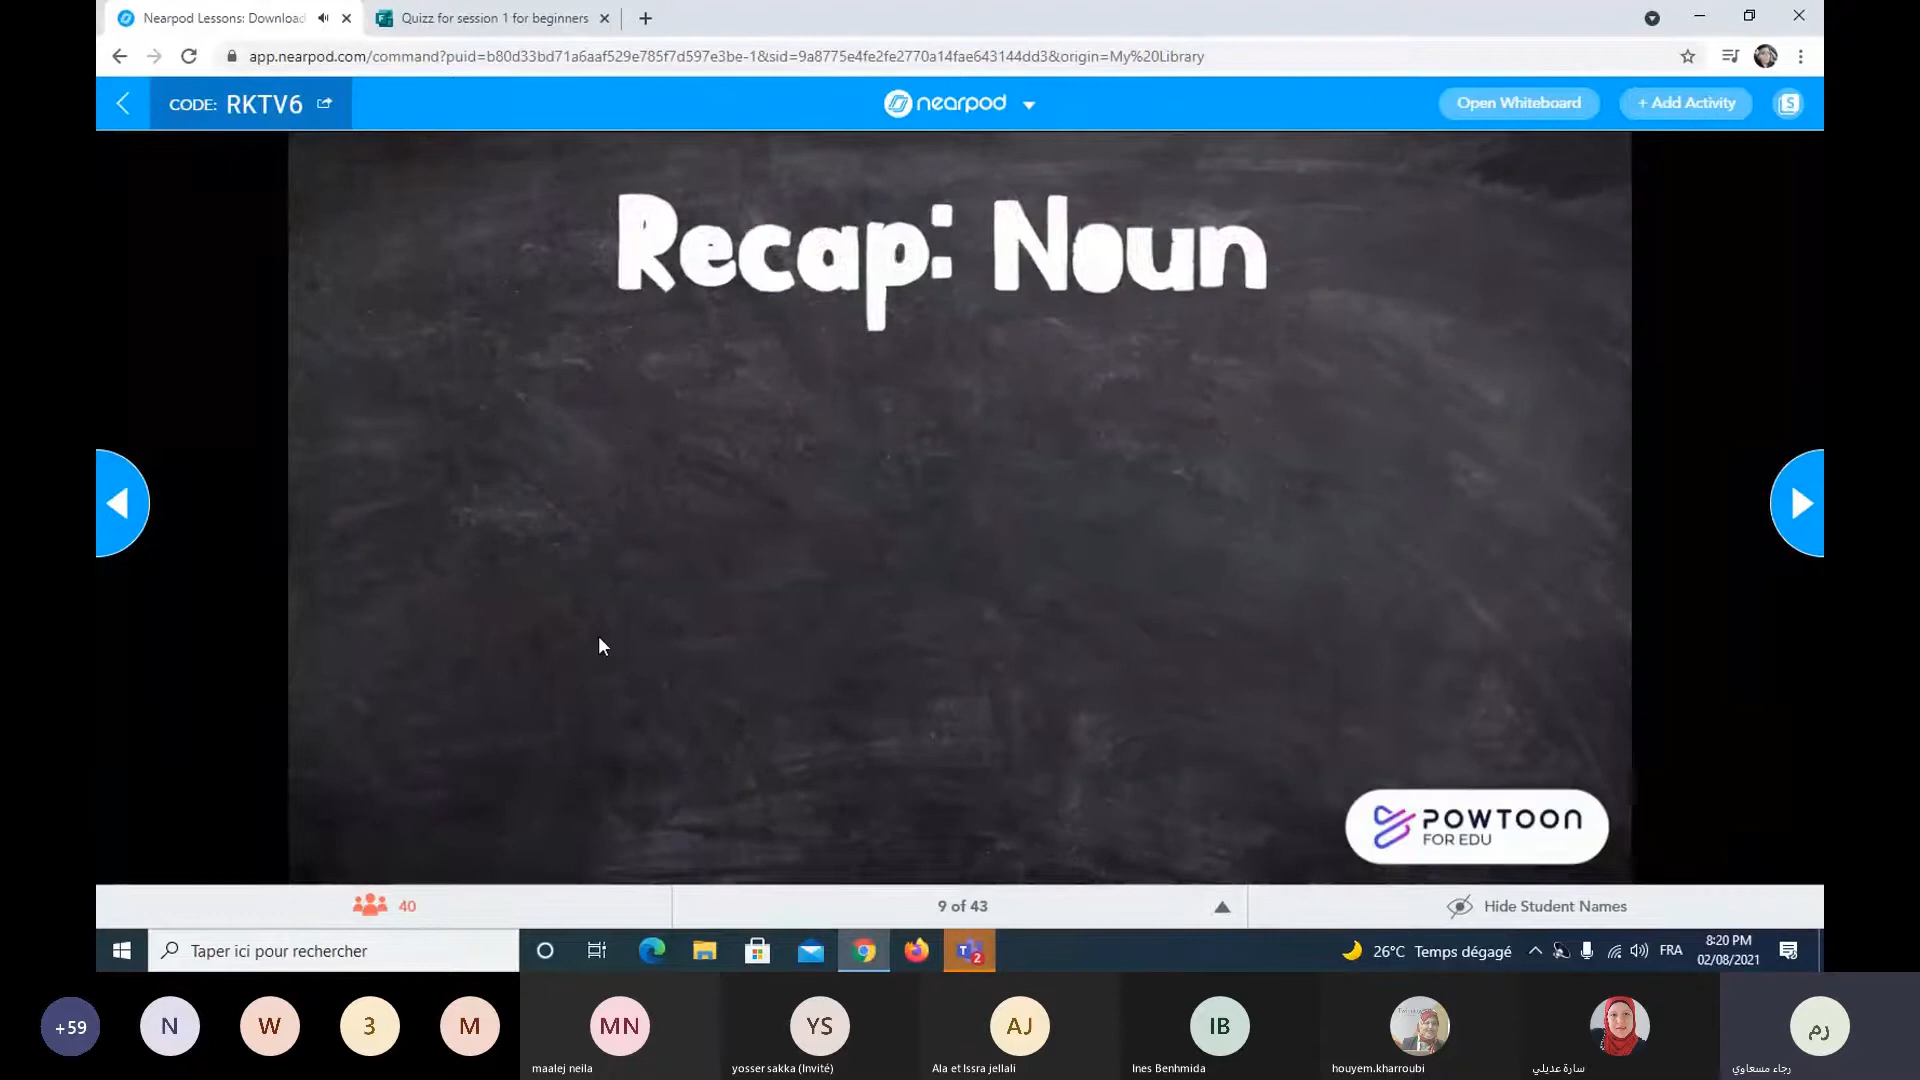 Nearpod Lessons: Download
Quizz for session 1 for beginners
app.nearpod.com/command?puid=b80d33bd71a6aaf529e785f7d597e3be-1&sid=9a8775e4fe2fe2770a14fae643144dd3&origin=My%20Library
CODE: RKTV6
nearpod
Open Whiteboard
+ Add Activity
S
Recap: Noun
POWTOON
FOR EDU
40
9 of 43
Hide Student Names
Taper ici pour rechercher
2
26°C Temps dégagé
FRA
8:20 PM
02/08/2021
+59
N
W
3
M
MN
YS
AJ
IB
رم
maalej neila
yosser sakka (Invité)
Ala et Issra jellali
Ines Benhmida
houyem.kharroubi
سارة عديلي
رجاء مسعاوي